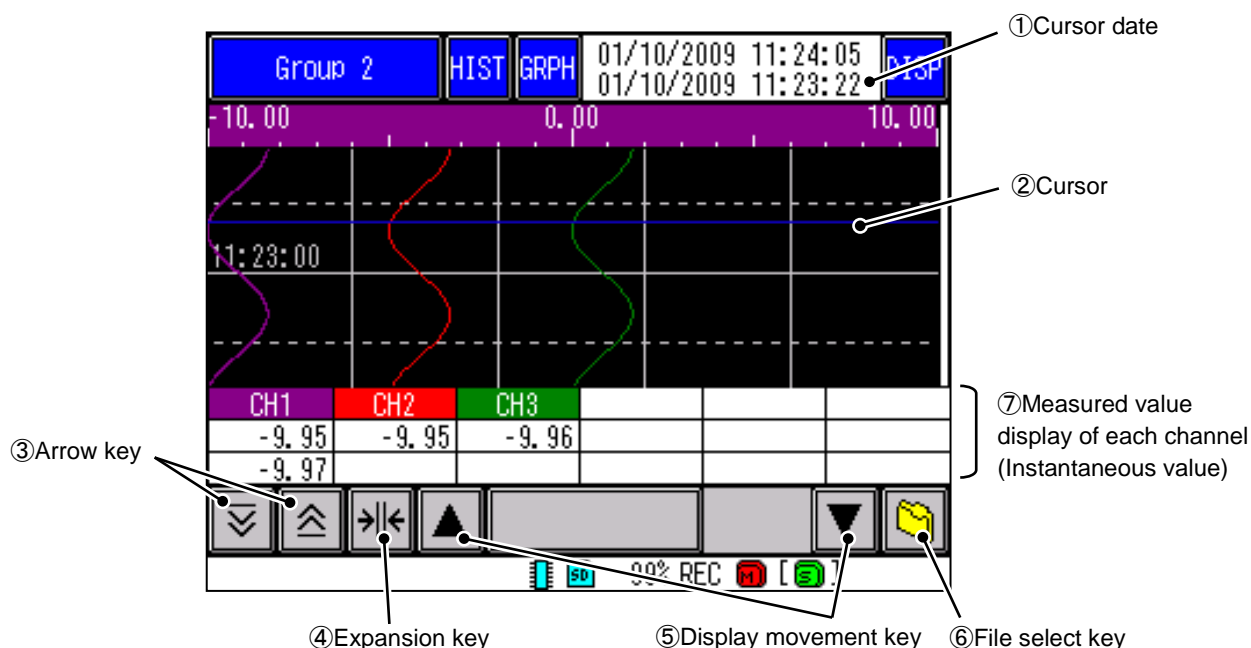 ①Cursor date
Group 2 HIST GRPH 01/10/2009 11:24:05 DISP
01/10/2009 11:23:22
-10.00 0.00 10.00
②Cursor
11:23:00
CH1 CH2 CH3
-9.95 -9.95 -9.96
-9.97
⑦Measured value
display of each channel
(Instantaneous value)
③Arrow key
SD 99% REC M [S]
④Expansion key ⑤Display movement key ⑥File select key